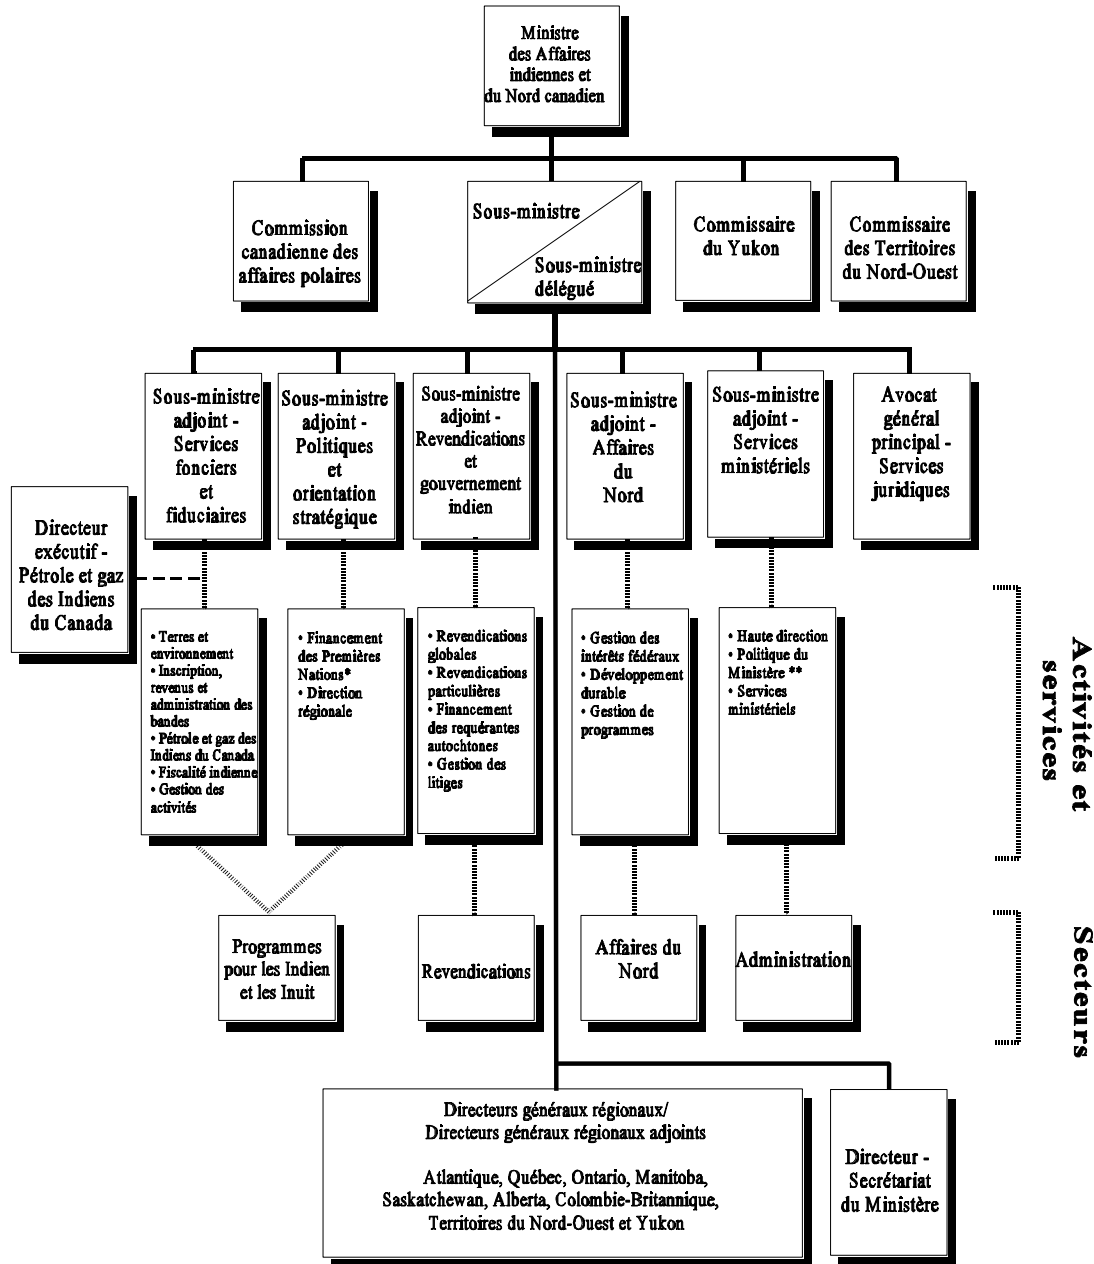 Ministre
des Affaires
indiennes et
du Nord canadien
Commission
canadienne des
affaires polaires
Sous-ministre
Sous-ministre
délégué
Commissaire
du Yukon
Commissaire
des Territoires
du Nord-Ouest
Sous-ministre
adjoint -
Services
fonciers
et
fiduciaires
Sous-ministre
adjoint -
Politiques
et
orientation
stratégique
Sous-ministre
adjoint -
Revendications
et
gouvernement
indien
Sous-ministre
adjoint -
Affaires
du
Nord
Sous-ministre
adjoint -
Services
ministériels
Avocat
général
principal -
Services
juridiques
Directeur
exécutif -
Pétrole et gaz
des Indiens
du Canada
• Terres et
environnement
• Inscription,
revenus et
administration des
bandes
• Pétrole et gaz des
Indiens du Canada
• Fiscalité indienne
• Gestion des
activités
• Financement
des Premières
Nations*
• Direction
régionale
• Revendications
globales
• Revendications
particulières
• Financement
des requérantes
autochtones
• Gestion des
litiges
• Gestion des
intérêts fédéraux
• Développement
durable
• Gestion de
programmes
• Haute direction
• Politique du
Ministère **
• Services
ministériels
Activités et
services
Programmes
pour les Indien
et les Inuit
Revendications
Affaires du
Nord
Administration
Secteurs
Directeurs généraux régionaux/
Directeurs généraux régionaux adjoints
Atlantique, Québec, Ontario, Manitoba,
Saskatchewan, Alberta, Colombie-Britannique,
Territoires du Nord-Ouest et Yukon
Directeur -
Secrétariat
du Ministère